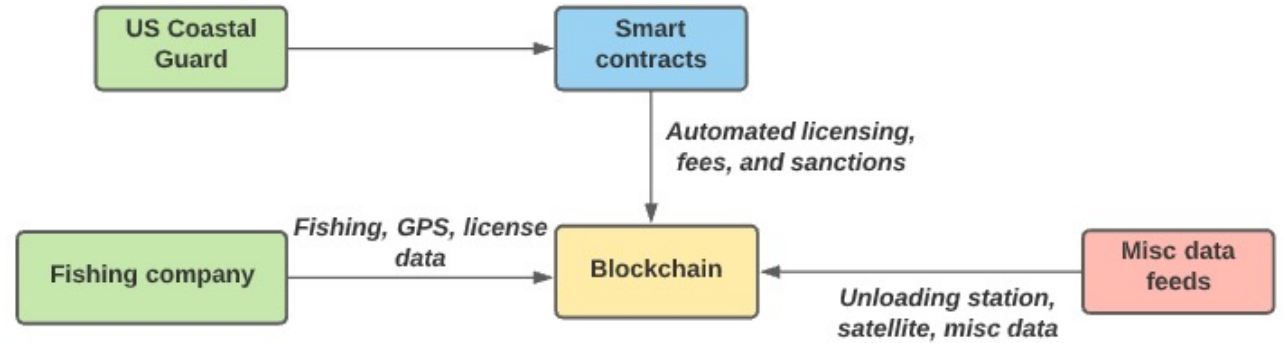 US Coastal
Guard
Smart
contracts
Automated licensing,
fees, and sanctions
Fishing, GPS, license
data
Fishing company
Blockchain
Misc data
feeds
Unloading station,
satellite, misc data